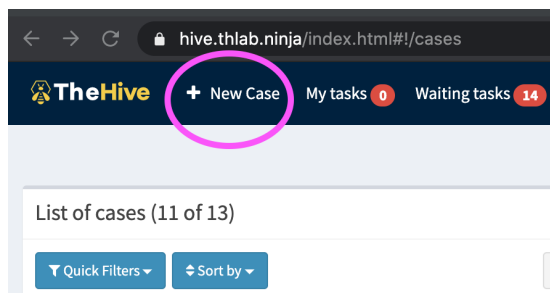 hive.thlab.ninja/index.html#!/cases
TheHive + New Case My tasks 0 Waiting tasks 14
List of cases (11 of 13)
Quick Filters Sort by